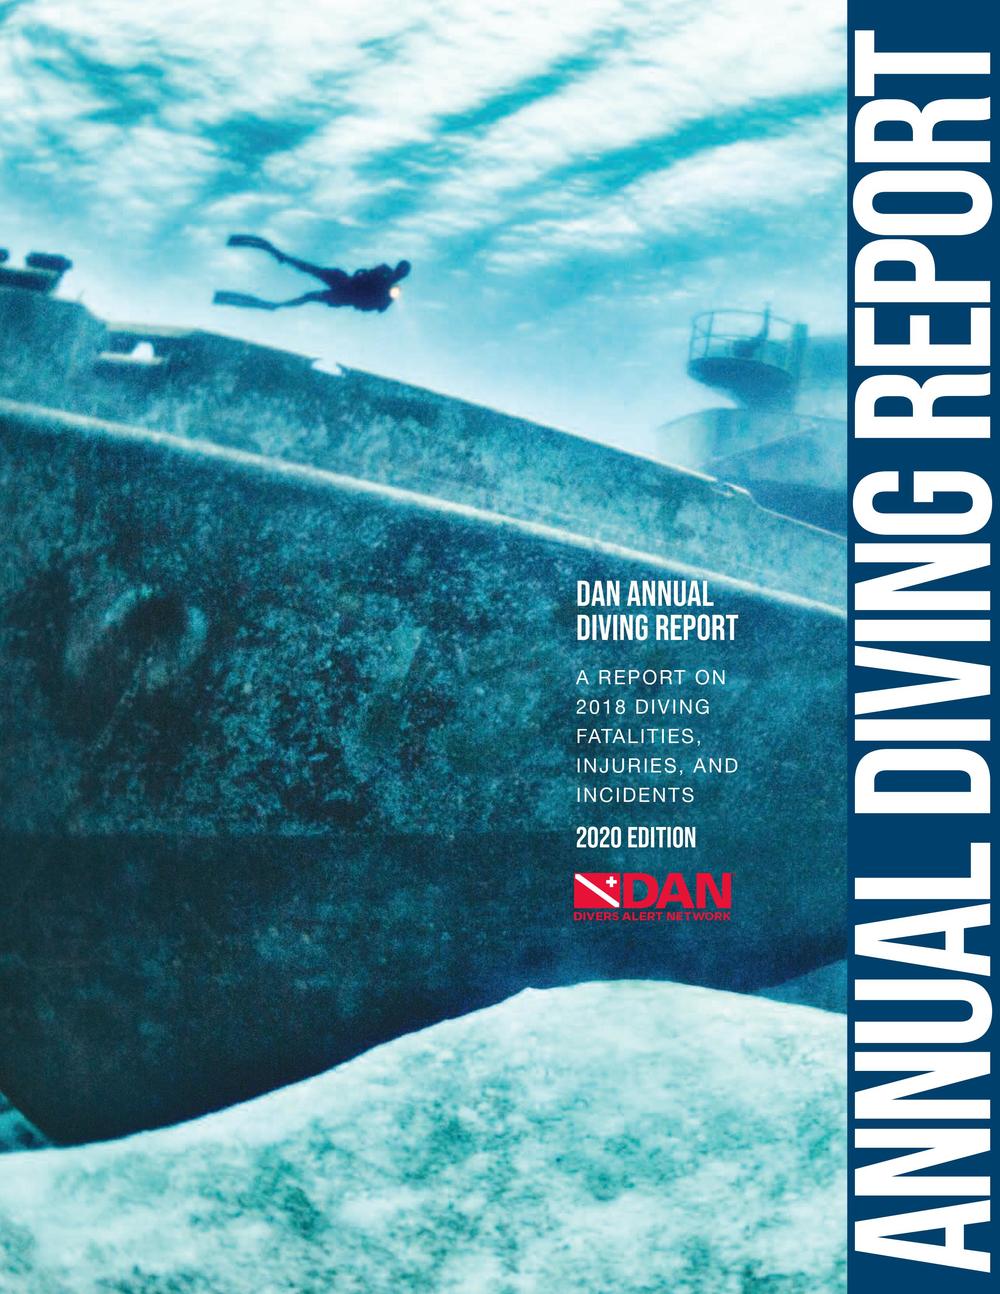 DAN ANNUAL
DIVING REPORT
A REPORT ON
2018 DIVING
FATALITIES,
INJURIES, AND
INCIDENTS
2020 EDITION
DAN
DIVERS ALERT NETWORK
ANNUAL DIVING REPORT